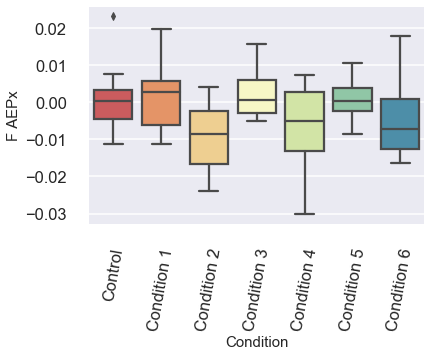 0.02
0.01
0.00
−0.01
−0.02
−0.03
F AEPx
Control
Condition 1
Condition 2
Condition 3
Condition 4
Condition 5
Condition 6
Condition